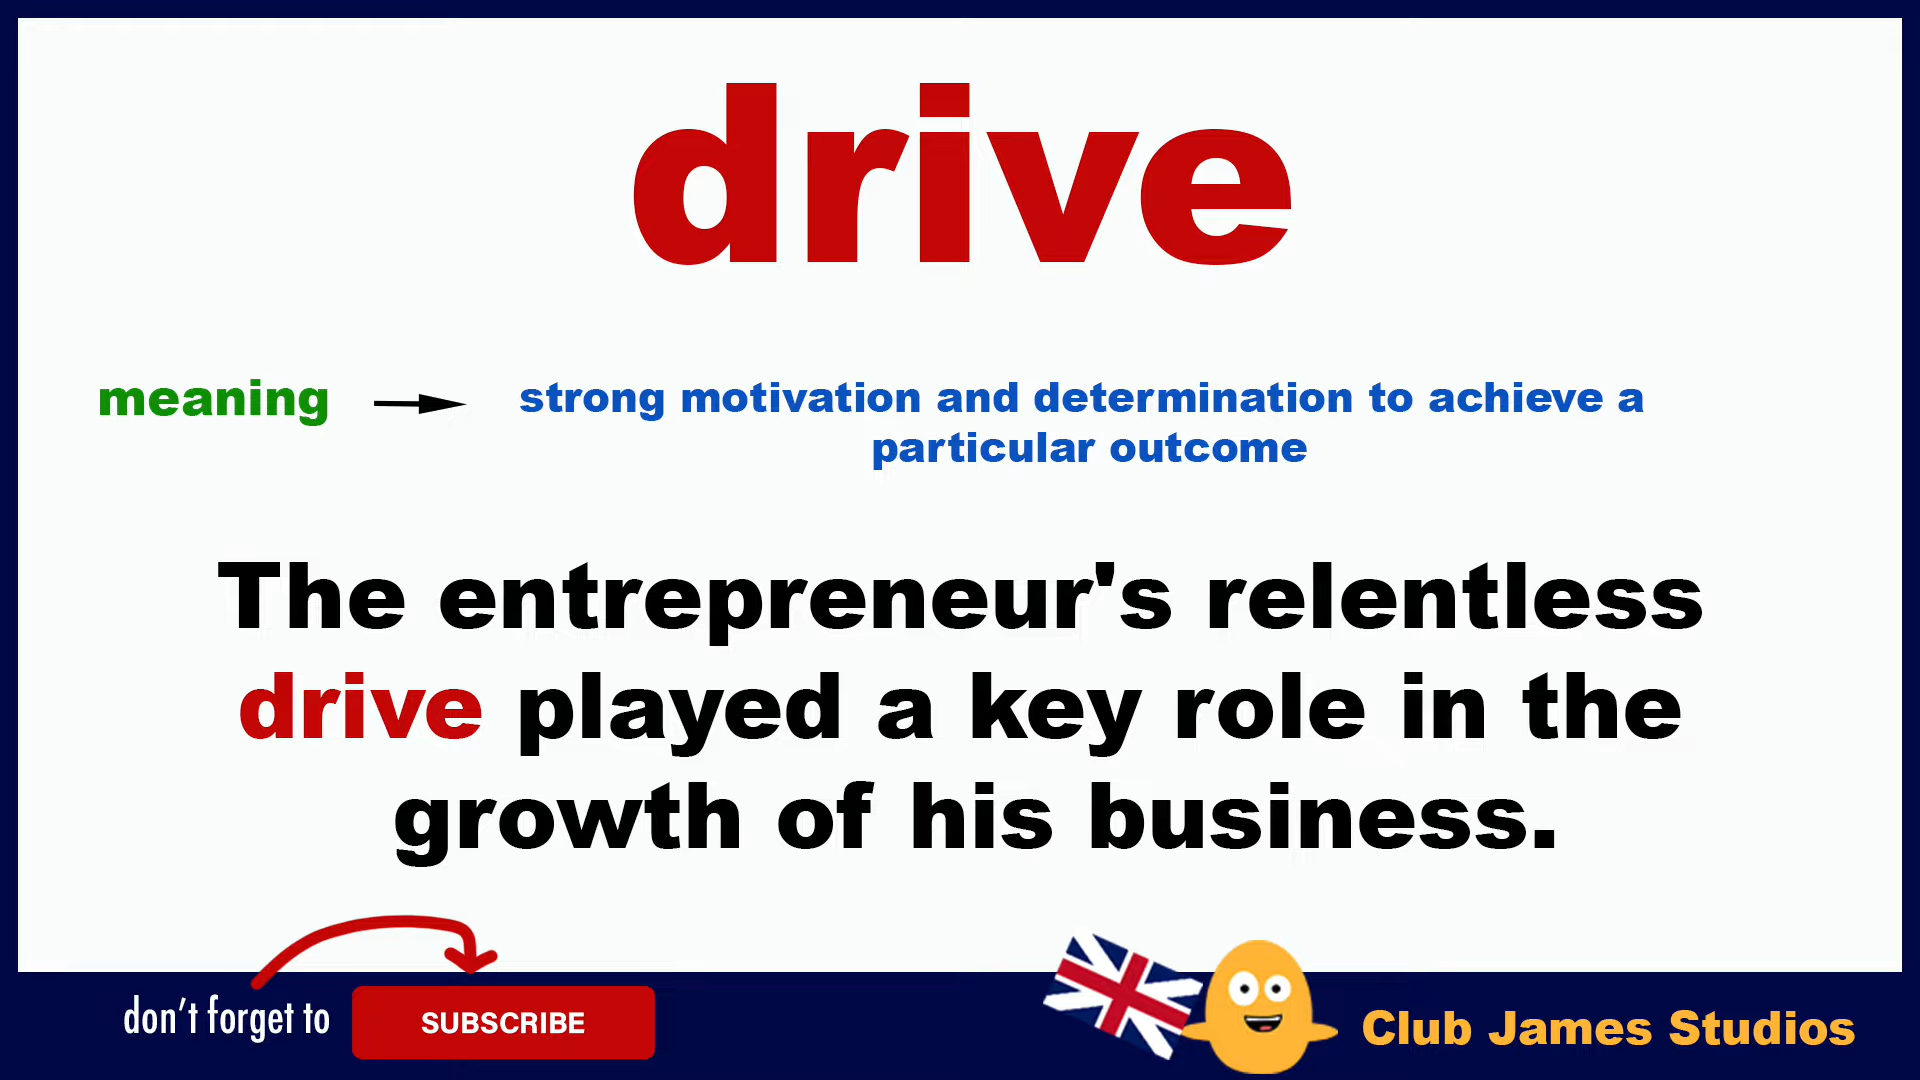 drive
meaning
strong motivation and determination to achieve a
particular outcome
The entrepreneur's relentless
drive played a key role in the
growth of his business.
don't forget to
SUBSCRIBE
Club James Studios